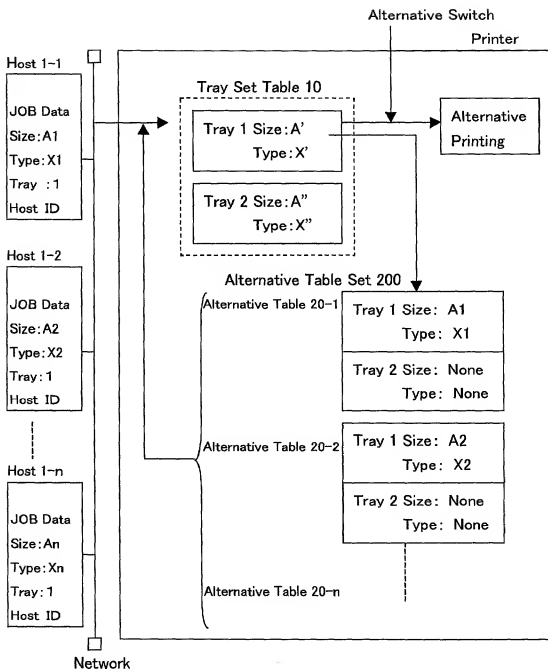 Alternative Switch
Printer
Host 1-1
JOB Data
Size:A1
Type:X1
Tray :1
Host ID
Tray Set Table 10
Tray 1 Size:A'
Type:X'
Tray 2 Size:A"
Type:X"
Alternative
Printing
Host 1-2
JOB Data
Size:A2
Type:X2
Tray:1
Host ID
Alternative Table Set 200
Alternative Table 20-1
Tray 1 Size: A1
Type: X1
Tray 2 Size: None
Type: None
Alternative Table 20-2
Tray 1 Size: A2
Type: X2
Tray 2 Size: None
Type: None
Host 1-n
JOB Data
Size:An
Type:Xn
Tray:1
Host ID
Alternative Table 20-n
Network